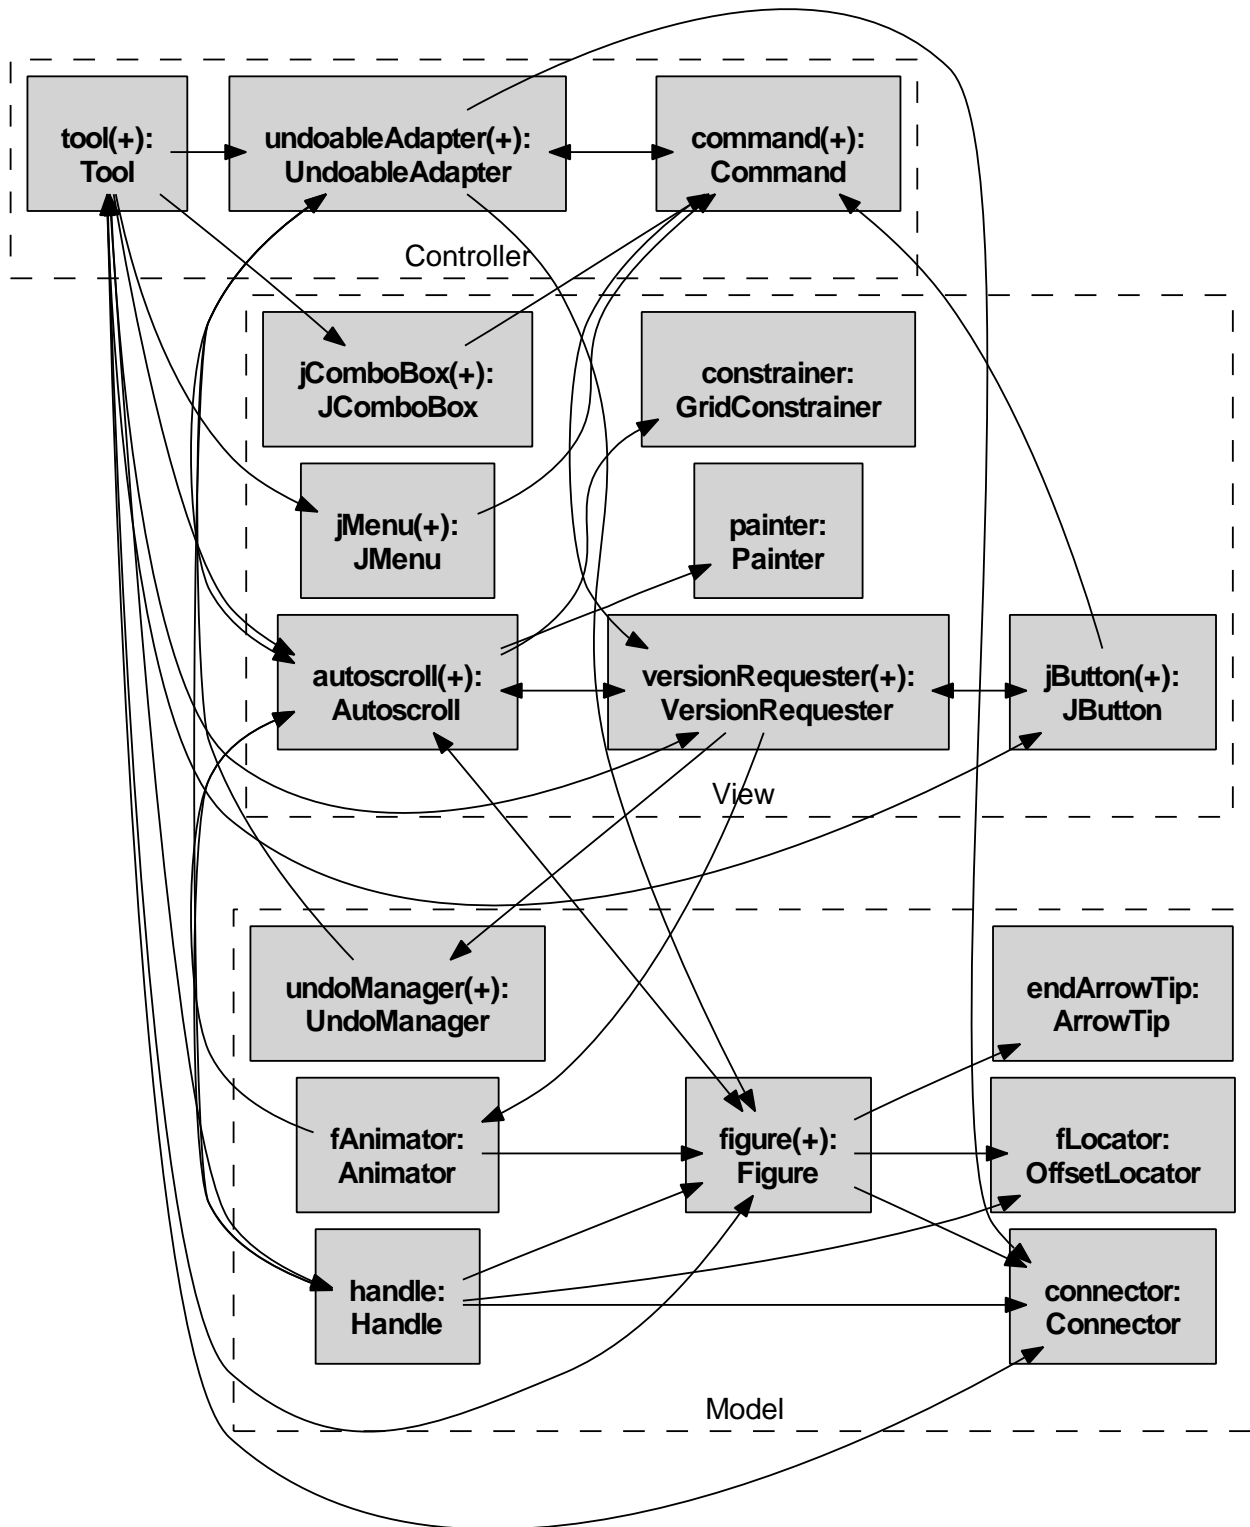 tool(+):
Tool
undoableAdapter(+):
UndoableAdapter
command(+):
Command
Controller
jComboBox(+):
JComboBox
constrainer:
GridConstrainer
jMenu(+):
JMenu
painter:
Painter
autoscroll(+):
Autoscroll
versionRequester(+):
VersionRequester
jButton(+):
JButton
View
undoManager(+):
UndoManager
endArrowTip:
ArrowTip
fAnimator:
Animator
figure(+):
Figure
fLocator:
OffsetLocator
handle:
Handle
connector:
Connector
Model